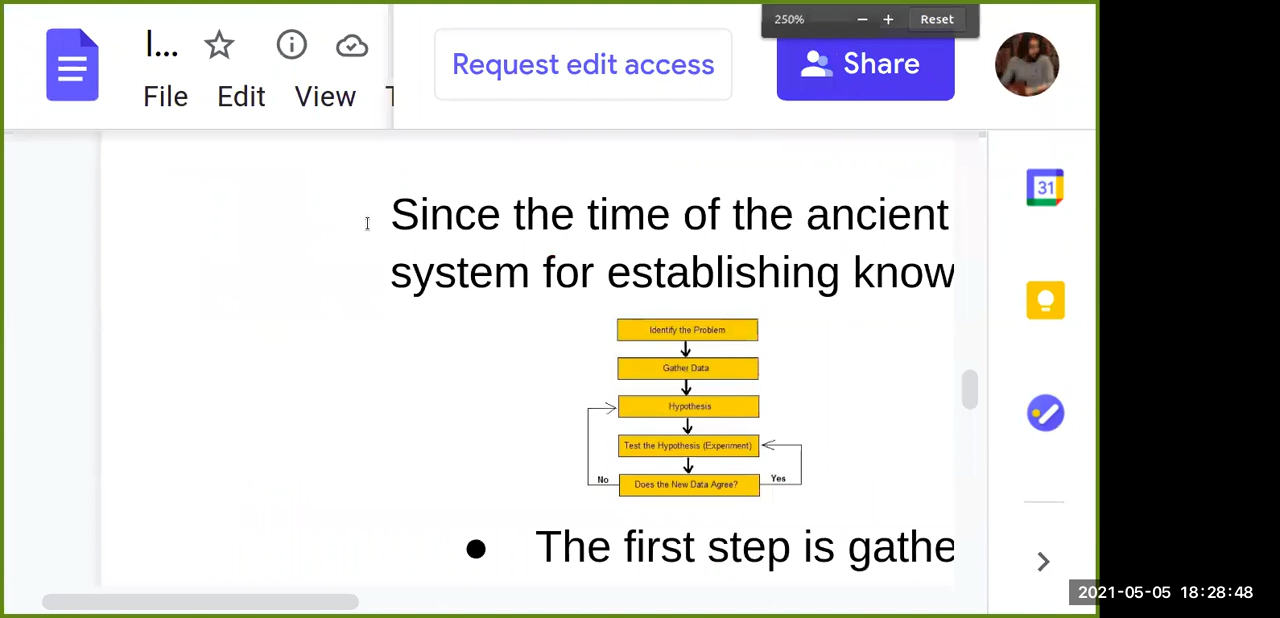 250% Reset
I...
Request edit access
Share
File Edit View
31
Since the time of the ancient
system for establishing know
Identify the Problem
Gather Data
Hypothesis
Test the Hypothesis (Experiment)
Does the New Data Agree?
No
Yes
● The first step is gathe
2021-05-05 18:28:48